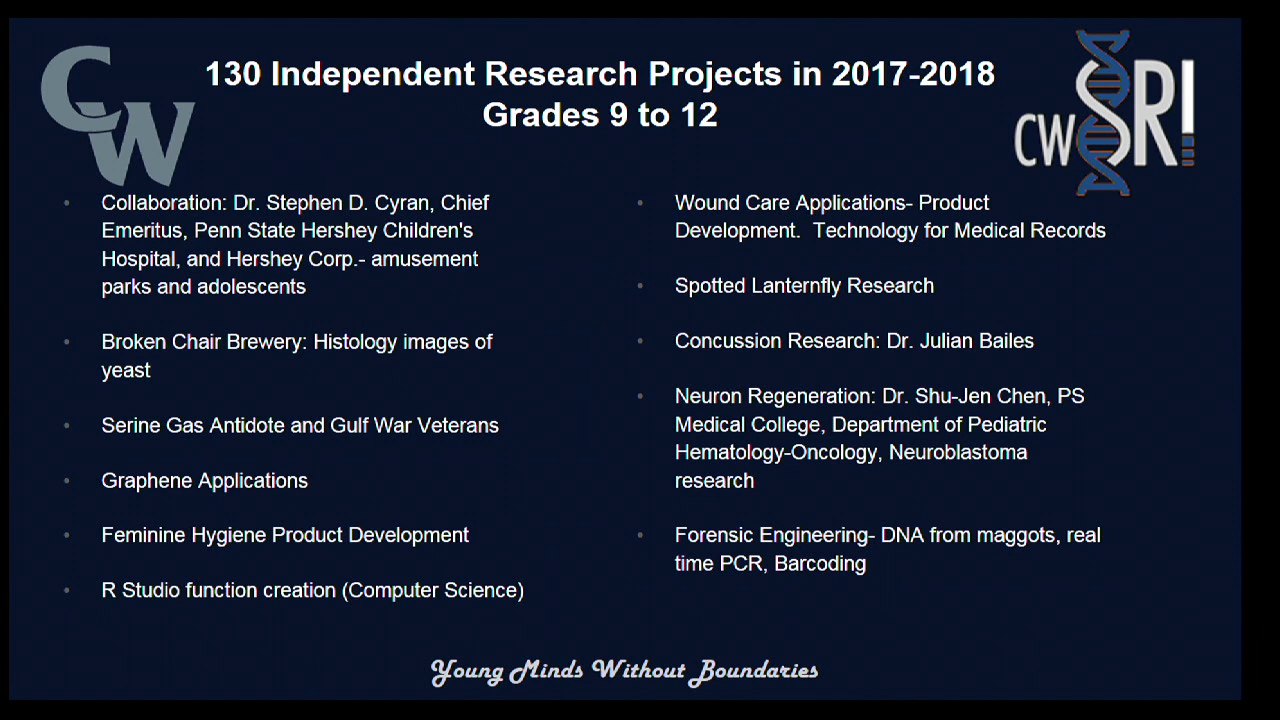 CW
130 Independent Research Projects in 2017-2018
Grades 9 to 12
CWSRI
Collaboration: Dr. Stephen D. Cyran, Chief
Emeritus, Penn State Hershey Children's
Hospital, and Hershey Corp.- amusement
parks and adolescents
Broken Chair Brewery: Histology images of
yeast
Serine Gas Antidote and Gulf War Veterans
Graphene Applications
Feminine Hygiene Product Development
R Studio function creation (Computer Science)
Wound Care Applications- Product
Development.  Technology for Medical Records
Spotted Lanternfly Research
Concussion Research: Dr. Julian Bailes
Neuron Regeneration: Dr. Shu-Jen Chen, PS
Medical College, Department of Pediatric
Hematology-Oncology, Neuroblastoma
research
Forensic Engineering- DNA from maggots, real
time PCR, Barcoding
Young Minds Without Boundaries